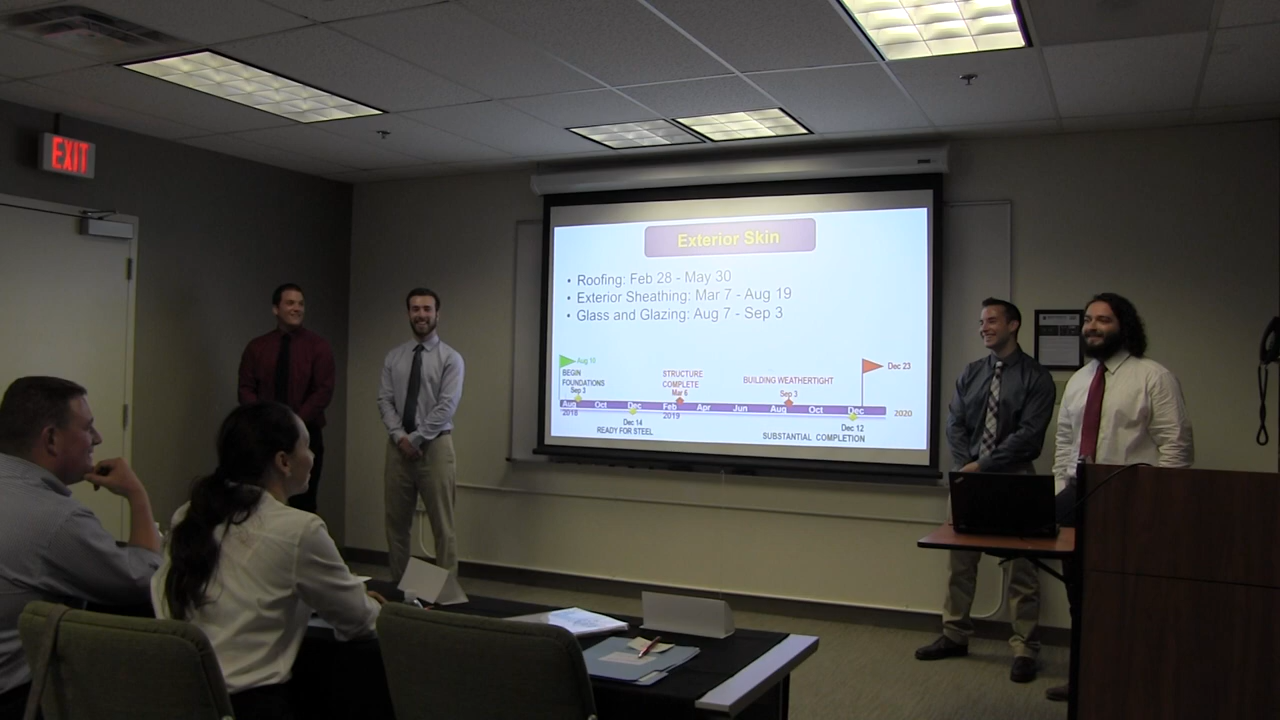 EXIT
Exterior Skin
• Roofing: Feb 28 - May 30
• Exterior Sheathing: Mar 7 - Aug 19
• Glass and Glazing: Aug 7 - Sep 3
Aug 10
BEGIN
FOUNDATIONS
Sep 3
STRUCTURE
COMPLETE
Mar 6
BUILDING WEATHERTIGHT
Sep 3
Dec 23
Aug Oct Dec Feb Apr Jun Aug Oct Dec
2018 2019 2020
Dec 14
READY FOR STEEL
Dec 12
SUBSTANTIAL COMPLETION